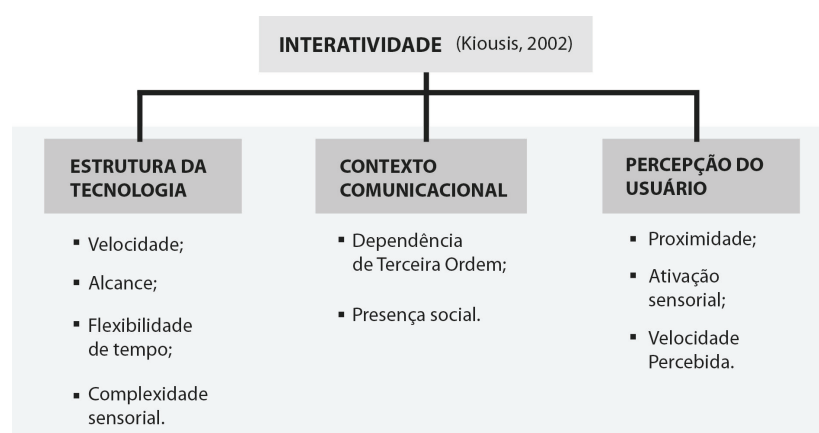 INTERATIVIDADE (Kiousis, 2002)
ESTRUTURA DA
TECNOLOGIA
▪ Velocidade;
▪ Alcance;
▪ Flexibilidade
de tempo;
▪ Complexidade
sensorial.
CONTEXTO
COMUNICACIONAL
▪ Dependência
de Terceira Ordem;
▪ Presença social.
PERCEPÇÃO DO
USUÁRIO
▪ Proximidade;
▪ Ativação
sensorial;
▪ Velocidade
Percebida.